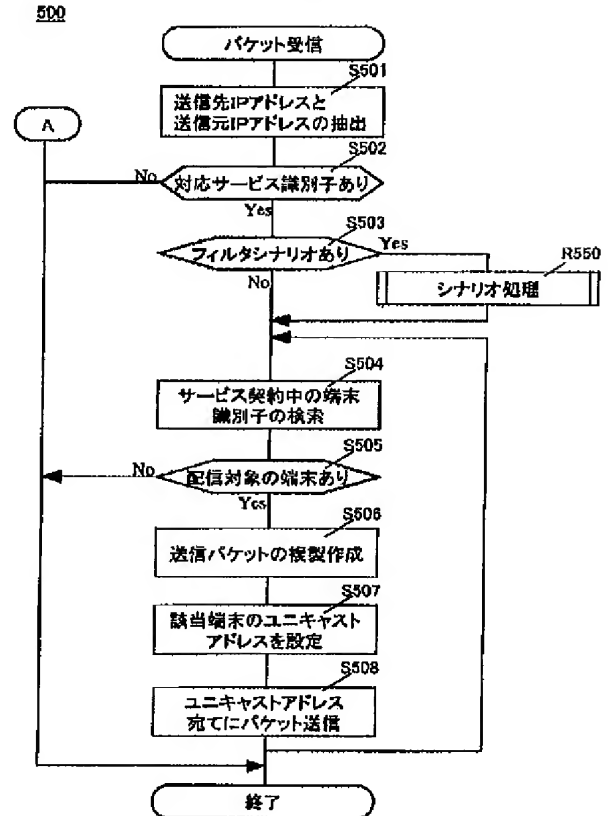 500
パケット受信
S501
送信先IPアドレスと
送信元IPアドレスの抽出
A
S502
No
対応サービス識別子あり
Yes
S503
フィルタシナリオあり
Yes
R550
No
シナリオ処理
S504
サービス契約中の端末
識別子の検索
S505
No
配信対象の端末あり
Yes
S506
送信パケットの複製作成
S507
該当端末のユニキャスト
アドレスを設定
S508
ユニキャストアドレス
宛てにパケット送信
終了